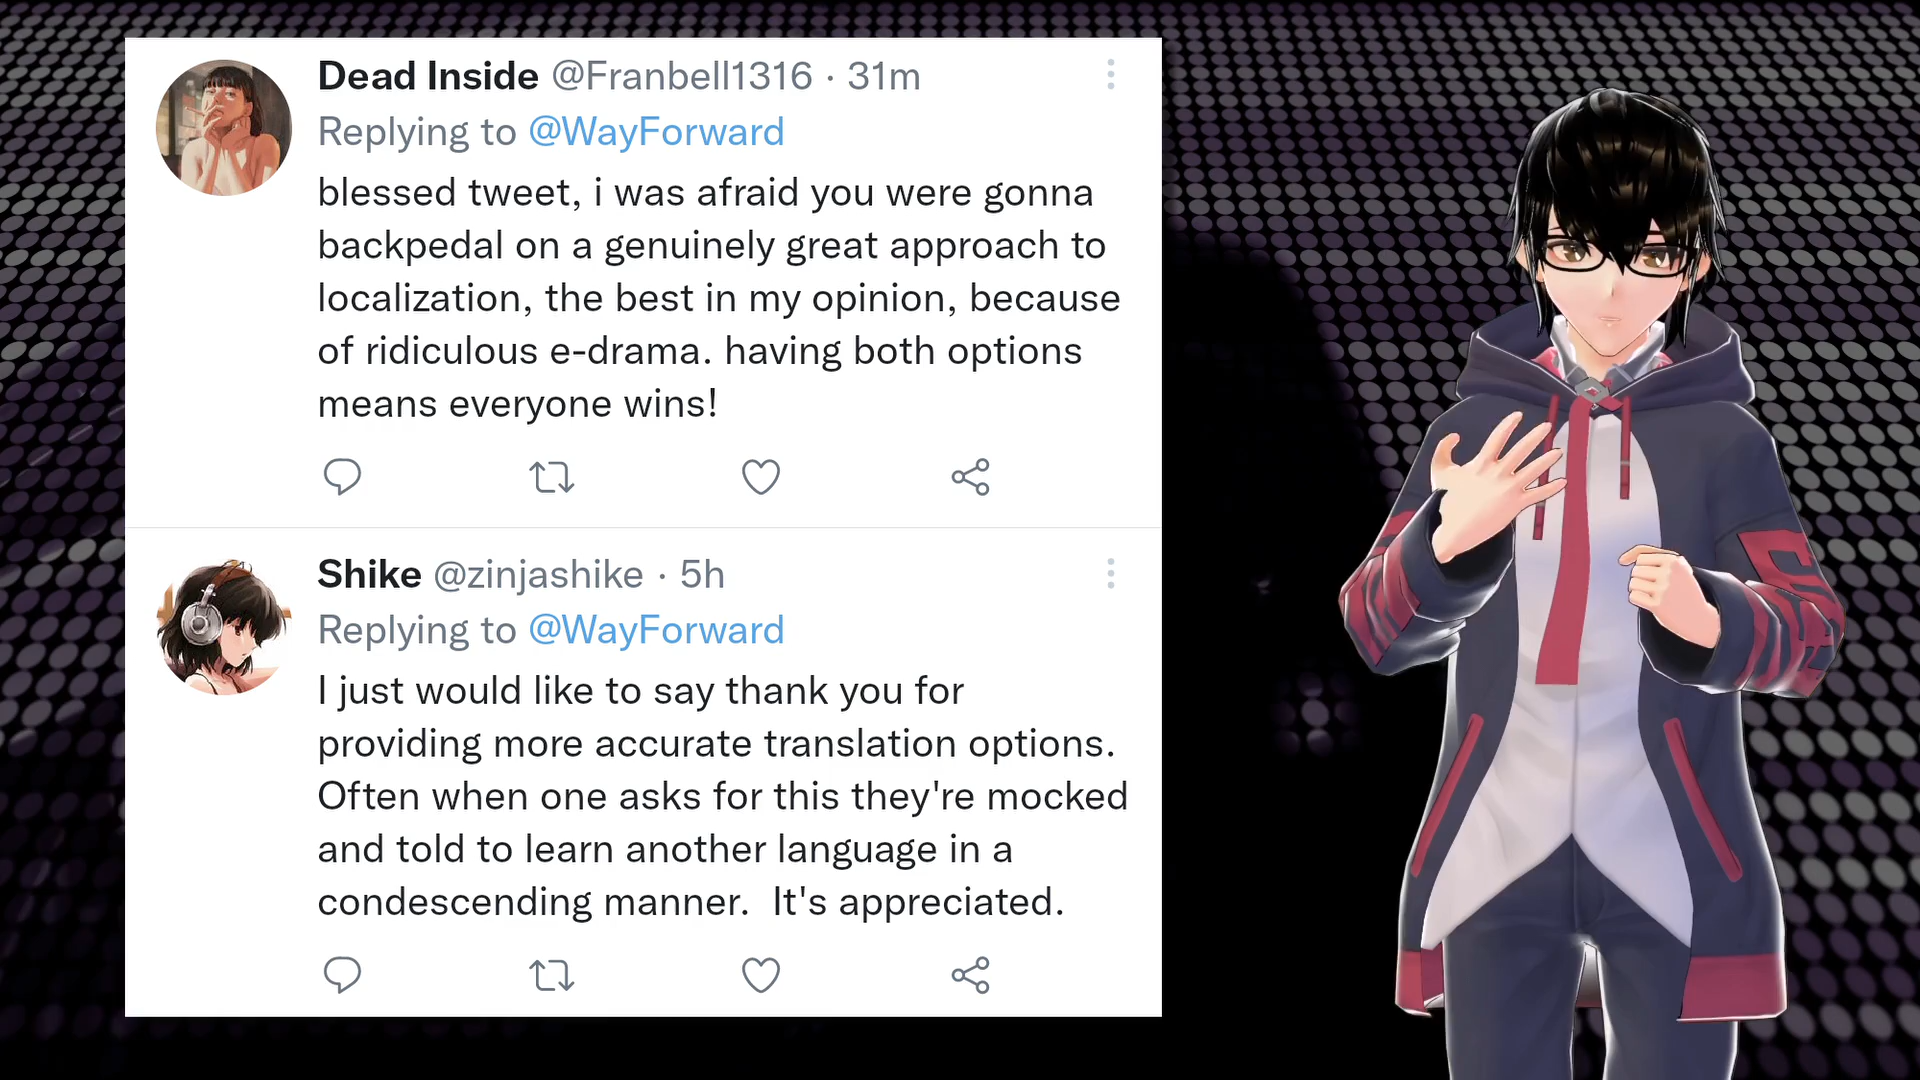 Dead Inside @Franbell1316 · 31m
Replying to @WayForward
blessed tweet, i was afraid you were gonna
backpedal on a genuinely great approach to
localization, the best in my opinion, because
of ridiculous e-drama. having both options
means everyone wins!
Shike @zinjashike · 5h
Replying to @WayForward
I just would like to say thank you for
providing more accurate translation options.
Often when one asks for this they're mocked
and told to learn another language in a
condescending manner.  It's appreciated.